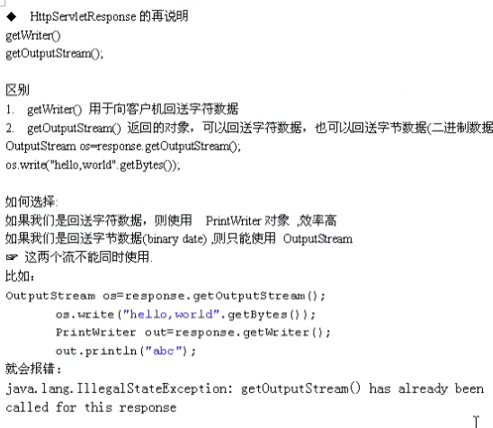 ◆ HttpServletResponse 的再说明
getWriter()
getOutputStream();
区别
1. getWriter() 用于向客户机回送字符数据
2. getOutputStream() 返回的对象，可以回送字符数据，也可以回送字节数据(二进制数据
OutputStream os=response.getOutputStream();
os.write("hello,world".getBytes());
如何选择:
如果我们是回送字符数据，则使用 PrintWriter 对象 ,效率高
如果我们是回送字节数据(binary date) ,则只能使用 OutputStream
☞ 这两个流不能同时使用.
比如：
OutputStream os=response.getOutputStream();
os.write("hello,world".getBytes());
PrintWriter out=response.getWriter();
out.println("abc");
就会报错：
java.lang.IllegalStateException: getOutputStream() has already been
called for this response